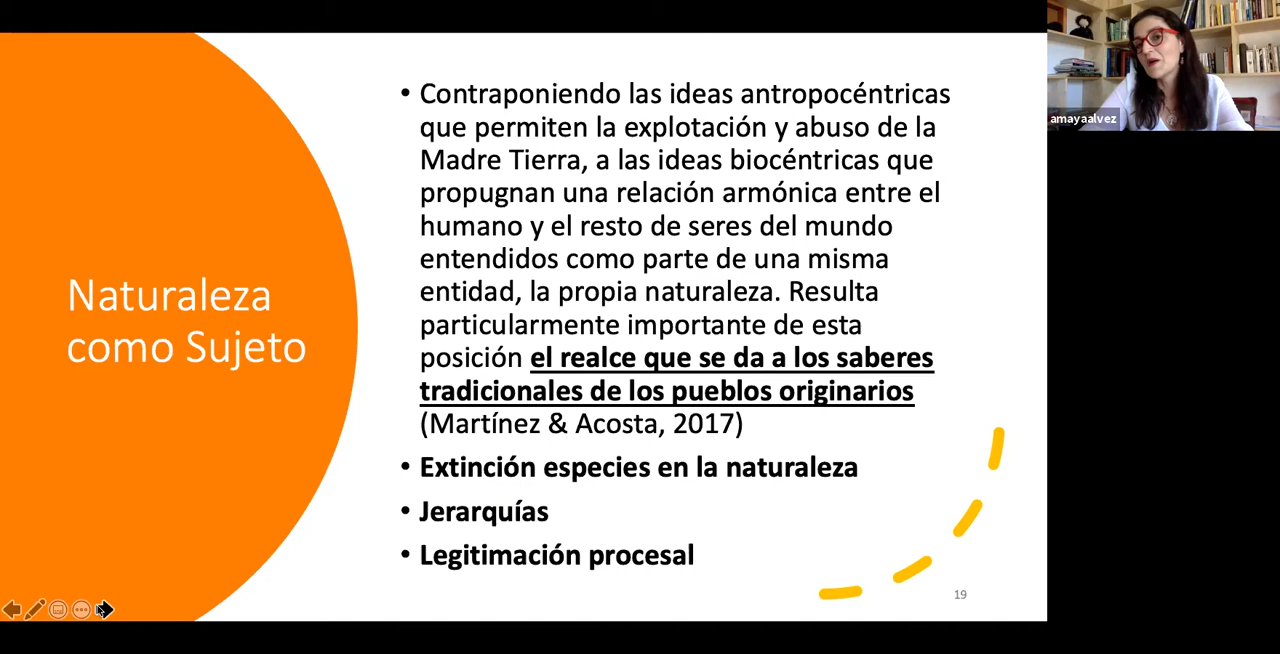 Naturaleza
como Sujeto
• Contraponiendo las ideas antropocéntricas
que permiten la explotación y abuso de la
Madre Tierra, a las ideas biocéntricas que
propugnan una relación armónica entre el
humano y el resto de seres del mundo
entendidos como parte de una misma
entidad, la propia naturaleza. Resulta
particularmente importante de esta
posición el realce que se da a los saberes
tradicionales de los pueblos originarios
(Martínez & Acosta, 2017)
• Extinción especies en la naturaleza
• Jerarquías
• Legitimación procesal
19
amayaalvez